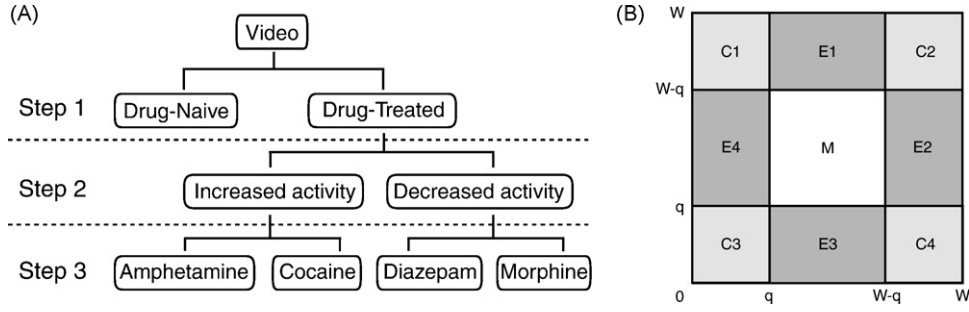 (A)
Video
Step 1
Drug-Naive
Drug-Treated
Step 2
Increased activity
Decreased activity
Step 3
Amphetamine
Cocaine
Diazepam
Morphine
(B)
W
C1
E1
C2
W-q
E4
M
E2
q
C3
E3
C4
0
q
W-q
W